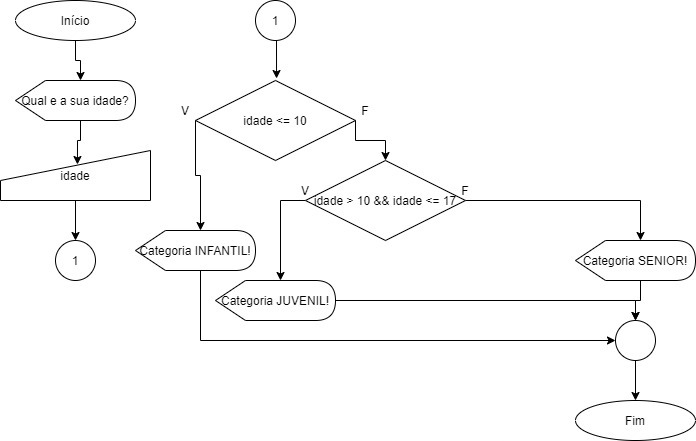 Início
Qual e a sua idade?
idade
1
1
idade <= 10
V
F
Categoria INFANTIL!
idade > 10 && idade <= 17
V
F
Categoria JUVENIL!
Categoria SENIOR!
Fim